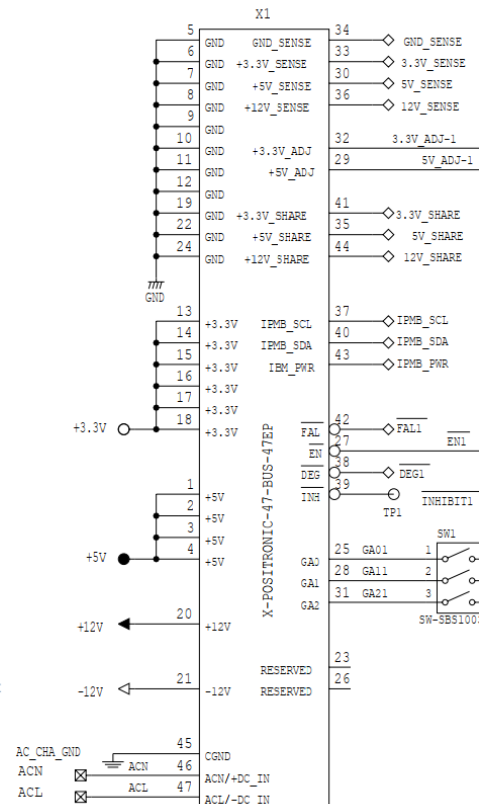 X1
5 GND GND_SENSE 34 GND_SENSE
6 GND +3.3V_SENSE 33 3.3V_SENSE
7 GND +5V_SENSE 30 5V_SENSE
8 GND +12V_SENSE 36 12V_SENSE
9 GND
10 GND +3.3V_ADJ 32 3.3V_ADJ-1
11 GND +5V_ADJ 29 5V_ADJ-1
12 GND
19 GND +3.3V_SHARE 41 3.3V_SHARE
22 GND +5V_SHARE 35 5V_SHARE
24 GND +12V_SHARE 44 12V_SHARE
GND
13 +3.3V IPMB_SCL 37 IPMB_SCL
14 +3.3V IPMB_SDA 40 IPMB_SDA
15 +3.3V IBM_PWR 43 IPMB_PWR
16 +3.3V
17 +3.3V
+3.3V 18 +3.3V FAL 42 FAL1
EN 27 EN1
DEG 38 DEG1
INH 39 TP1 INHIBIT1
X-POSITRONIC-47-BUS-47EP
1 +5V
2 +5V
3 +5V
+5V 4 +5V
SW1
GA0 25 GA01 1
GA1 28 GA11 2
GA2 31 GA21 3
SW-SBS1003
+12V 20 +12V
RESERVED 23
-12V 21 -12V RESERVED 26
AC_CHA_GND 45 CGND
ACN ACN 46 ACN/+DC_IN
ACL ACL 47 ACL/-DC_IN